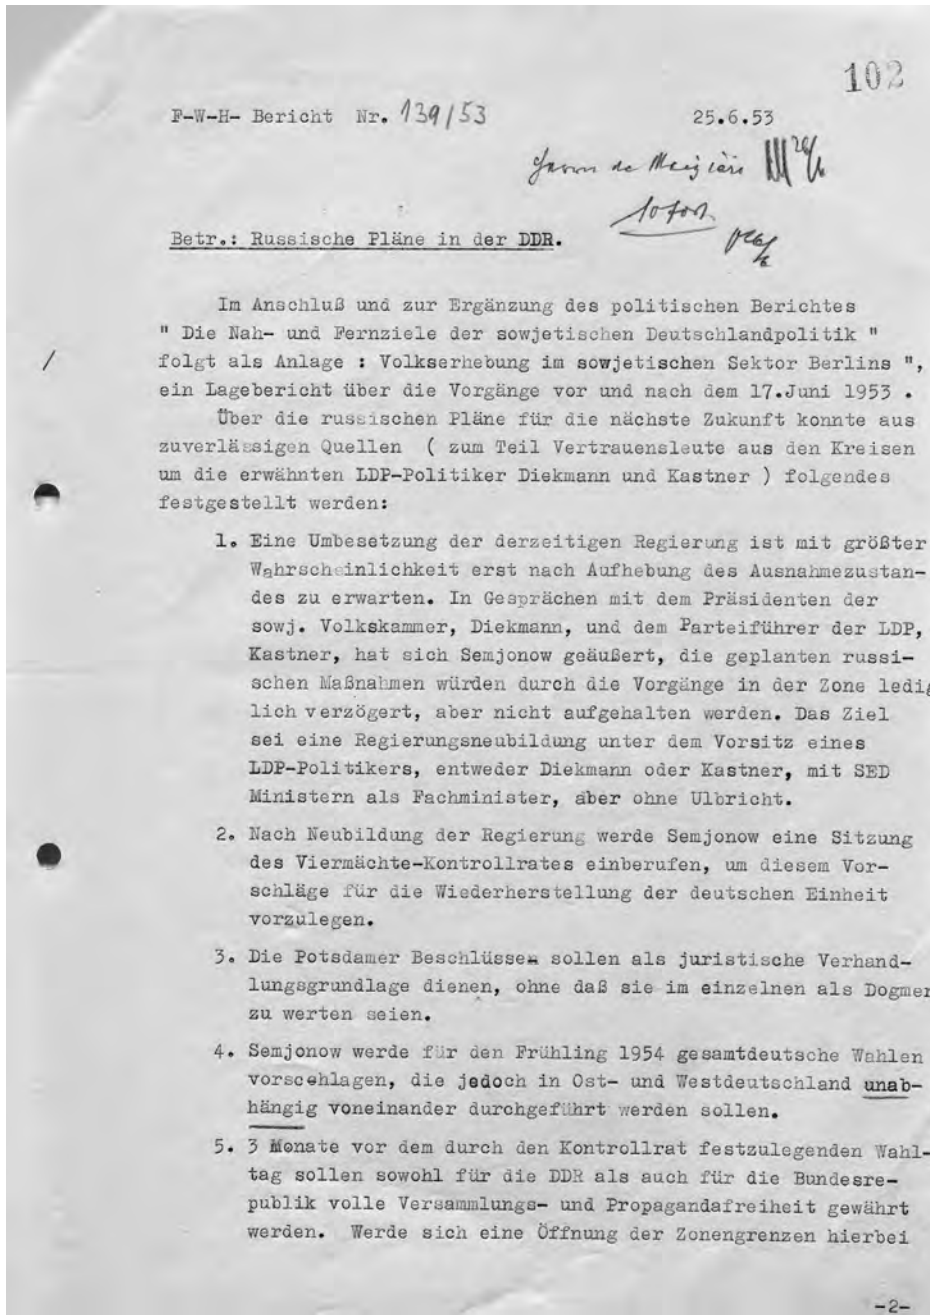 102
F-W-H- Bericht Nr. 139/53 25.6.53
de
sofort
Betr.: Russische Pläne in der DDR.
Im Anschluß und zur Ergänzung des politischen Berichtes
" Die Nah- und Fernziele der sowjetischen Deutschlandpolitik "
folgt als Anlage : Volkserhebung im sowjetischen Sektor Berlins ",
ein Lagebericht über die Vorgänge vor und nach dem 17.Juni 1953 .
Über die russischen Pläne für die nächste Zukunft konnte aus
zuverlässigen Quellen ( zum Teil Vertrauensleute aus den Kreisen
um die erwähnten LDP-Politiker Diekmann und Kastner ) folgendes
festgestellt werden:
1. Eine Umbesetzung der derzeitigen Regierung ist mit größter
Wahrscheinlichkeit erst nach Aufhebung des Ausnahmezustan-
des zu erwarten. In Gesprächen mit dem Präsidenten der
sowj. Volkskammer, Diekmann, und dem Parteiführer der LDP,
Kastner, hat sich Semjonow geäußert, die geplanten russi-
schen Maßnahmen würden durch die Vorgänge in der Zone ledig
lich verzögert, aber nicht aufgehalten werden. Das Ziel
sei eine Regierungsneubildung unter dem Vorsitz eines
LDP-Politikers, entweder Diekmann oder Kastner, mit SED
Ministern als Fachminister, aber ohne Ulbricht.
2. Nach Neubildung der Regierung werde Semjonow eine Sitzung
des Viermächte-Kontrollrates einberufen, um diesem Vor-
schläge für die Wiederherstellung der deutschen Einheit
vorzulegen.
3. Die Potsdamer Beschlüsse sollen als juristische Verhand-
lungsgrundlage dienen, ohne daß sie im einzelnen als Dogmen
zu werten seien.
4. Semjonow werde für den Frühling 1954 gesamtdeutsche Wahlen
vorscehlagen, die jedoch in Ost- und Westdeutschland unab-
hängig voneinander durchgeführt werden sollen.
5. 3 Monate vor dem durch den Kontrollrat festzulegenden Wahl-
tag sollen sowohl für die DDR als auch für die Bundesre-
publik volle Versammlungs- und Propagandafreiheit gewährt
werden. Werde sich eine Öffnung der Zonengrenzen hierbei
-2-